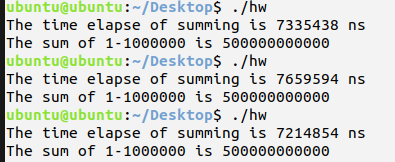 ubuntu@ubuntu:~/Desktop$ ./hw
The time elapse of summing is 7335438 ns
The sum of 1-1000000 is 500000000000
ubuntu@ubuntu:~/Desktop$ ./hw
The time elapse of summing is 7659594 ns
The sum of 1-1000000 is 500000000000
ubuntu@ubuntu:~/Desktop$ ./hw
The time elapse of summing is 7214854 ns
The sum of 1-1000000 is 500000000000